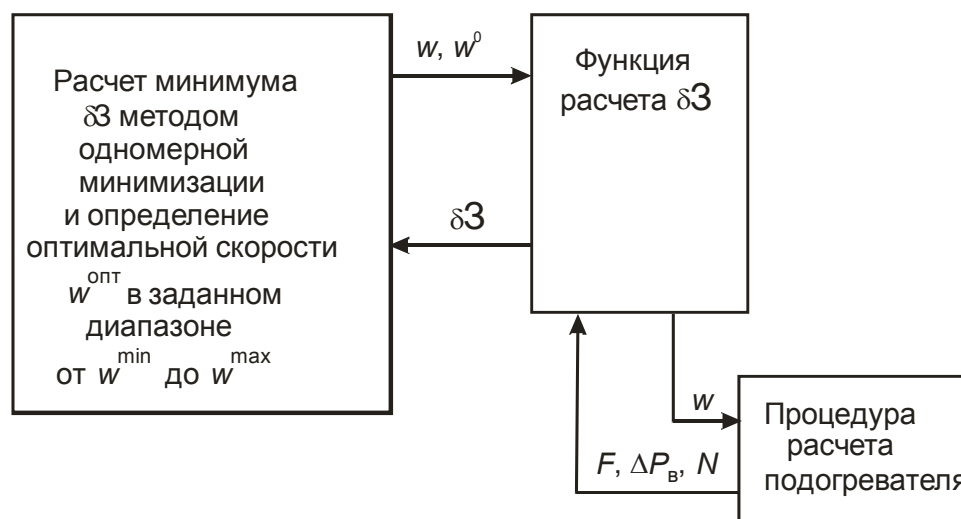 Расчет минимума
δЗ методом
одномерной
минимизации
и определение
оптимальной скорости
w^опт в заданном
диапазоне
от w^min до w^max
w, w^0
δЗ
Функция
расчета δЗ
w
F, ΔP_в, N
Процедура
расчета
подогревателя